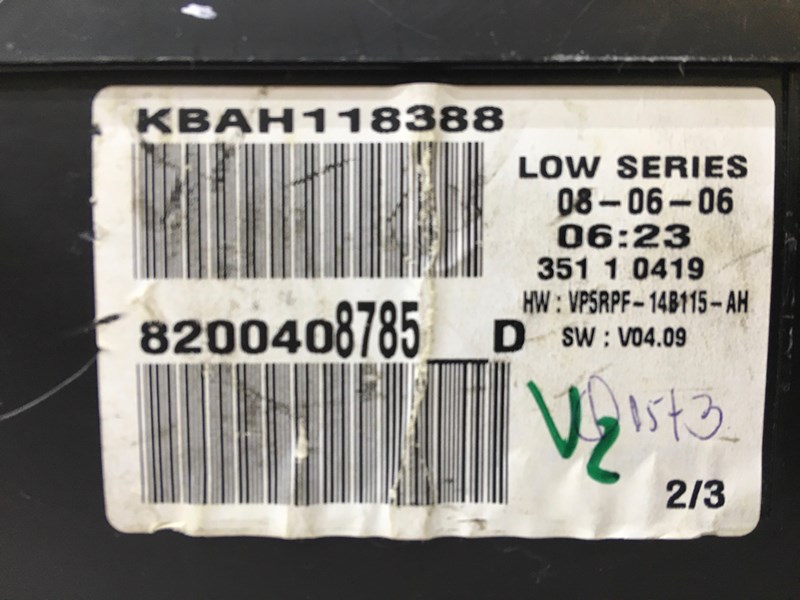 KBAH118388
LOW SERIES
08-06-06
06:23
351 1 0419
HW : VP5RPF-14B115-AH
8200408785___D
SW : V04.09
V2
2/3